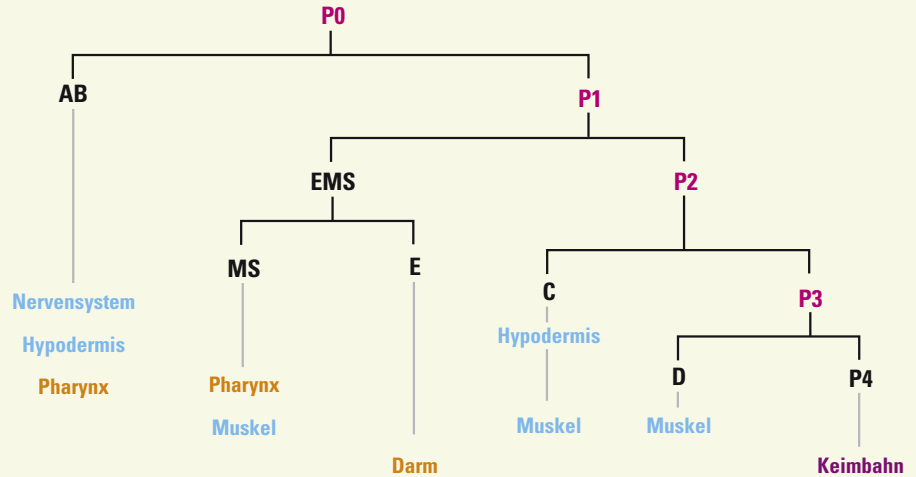 P0
AB
P1
EMS
P2
MS
E
C
P3
Nervensystem
Hypodermis
Hypodermis
Pharynx
Pharynx
D
P4
Muskel
Muskel
Muskel
Darm
Keimbahn